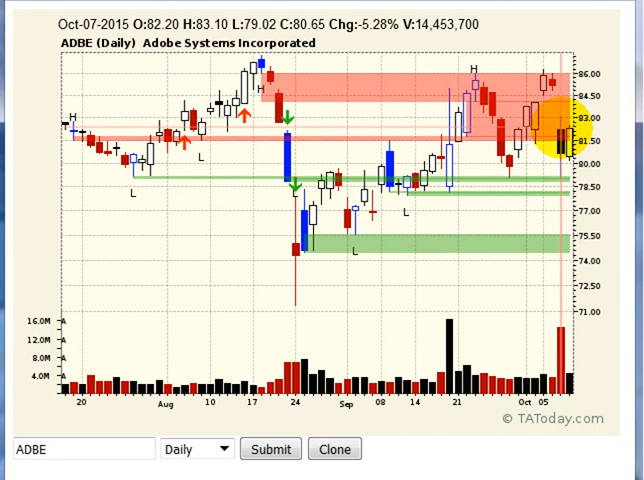 Oct-07-2015 O:82.20 H:83.10 L:79.02 C:80.65 Chg:-5.28% V:14,453,700
ADBE (Daily) Adobe Systems Incorporated
H
H
H
L
L
L
L
L
86.00
84.50
83.00
81.50
80.00
78.50
77.00
75.50
74.00
72.50
71.00
16.0M
12.0M
8.0M
4.0M
20 Aug 10 17 24 Sep 08 14 21 Oct 05
© TAToday.com
ADBE Daily Submit Clone